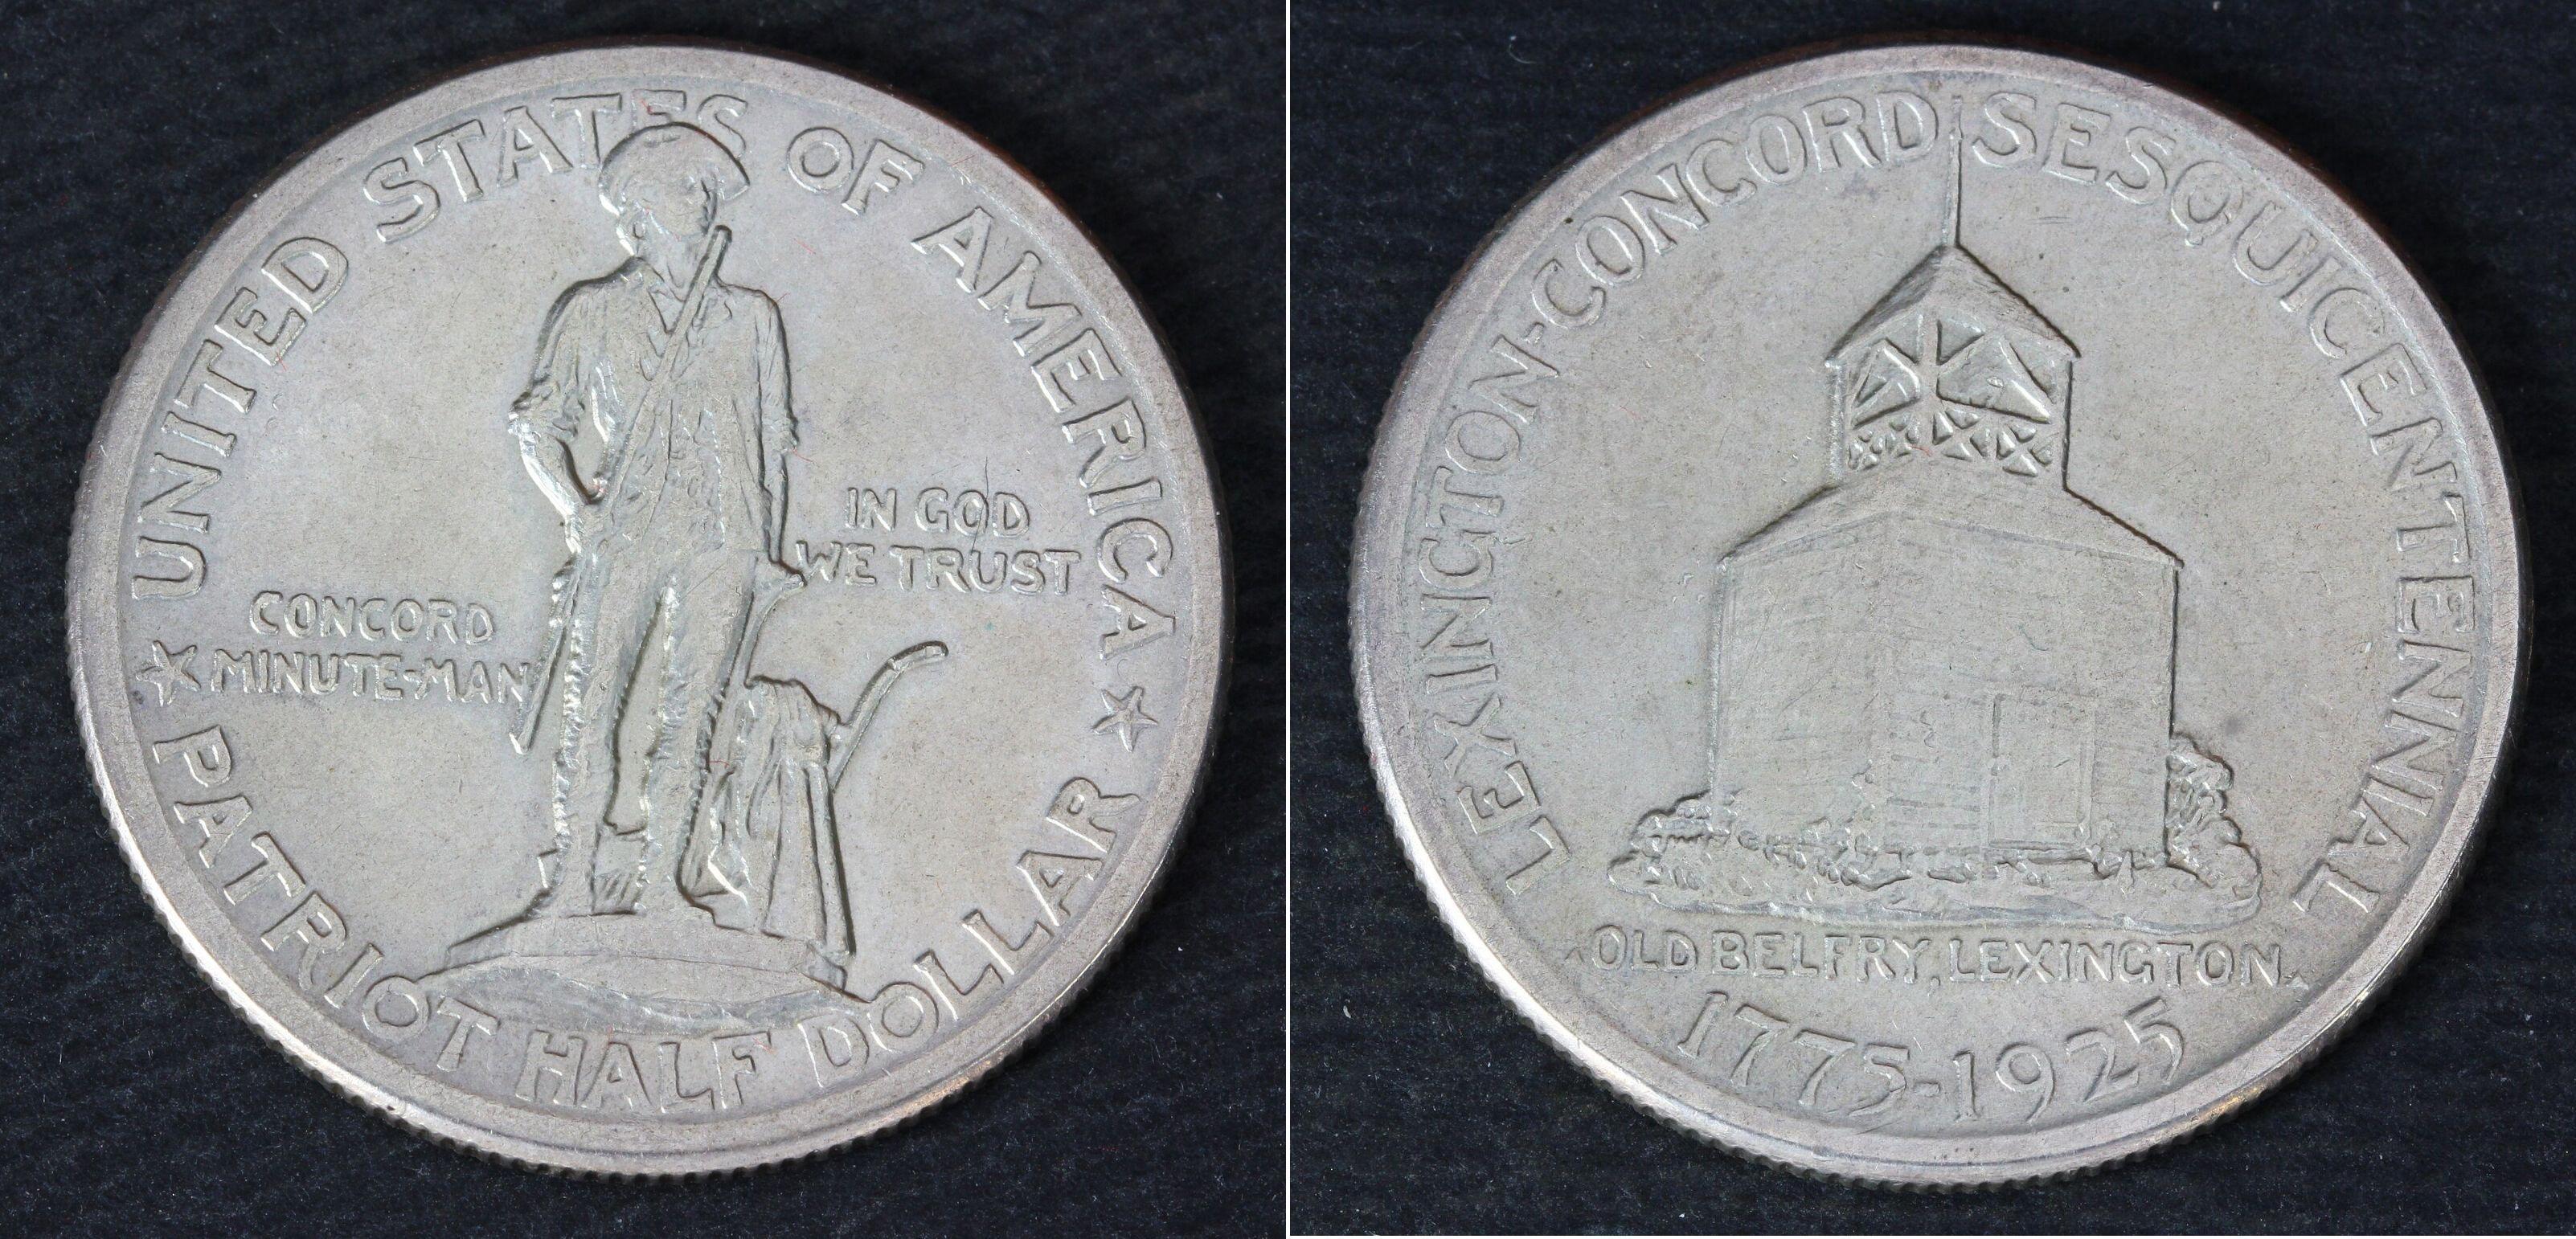 UNITED STATES OF AMERICA
IN GOD
WE TRUST
CONCORD
MINUTE-MAN
PATRIOT HALF DOLLAR
LEXINGTON-CONCORD SESQUICENTENNIAL
OLD BELFRY, LEXINGTON
1775-1925